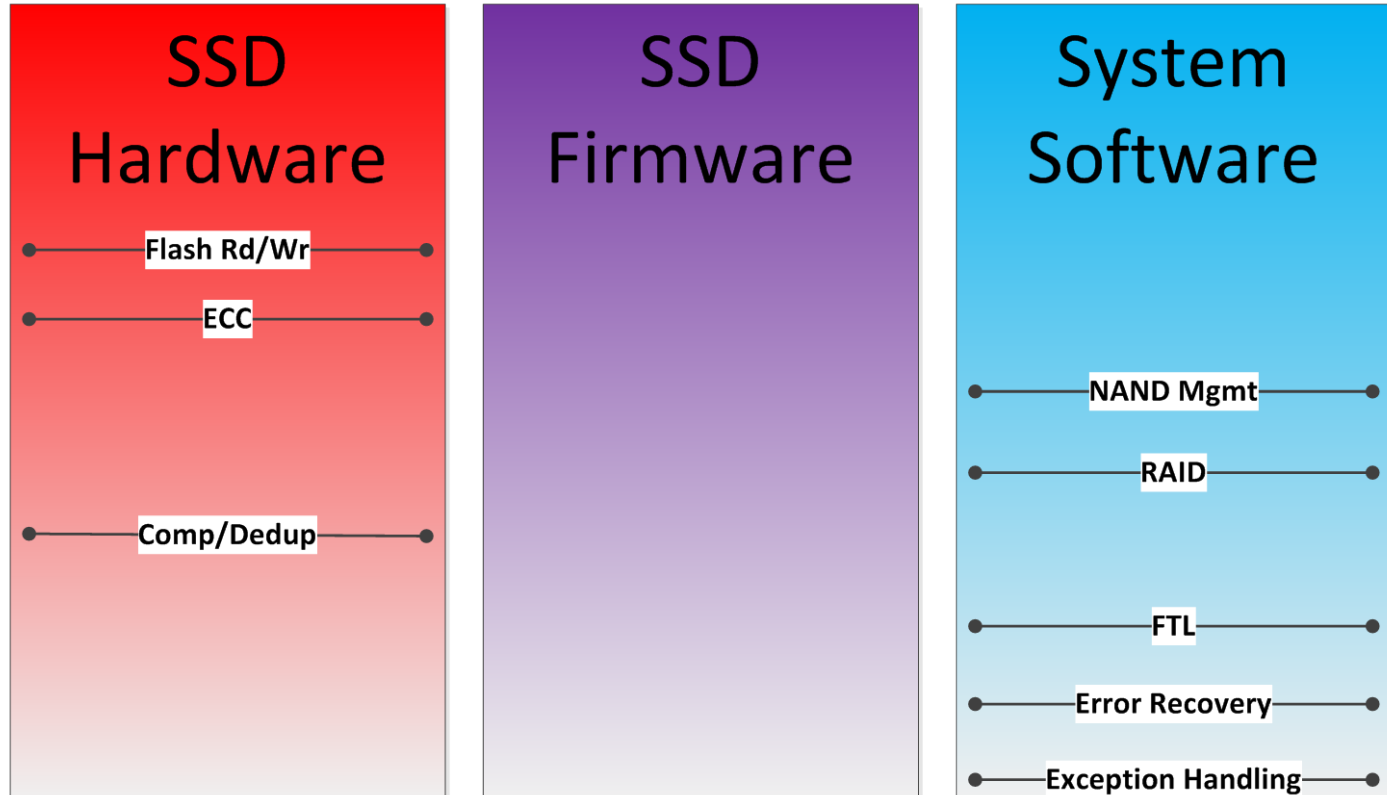 SSD
Hardware
Flash Rd/Wr
ECC
Comp/Dedup
SSD
Firmware
System
Software
NAND Mgmt
RAID
FTL
Error Recovery
Exception Handling